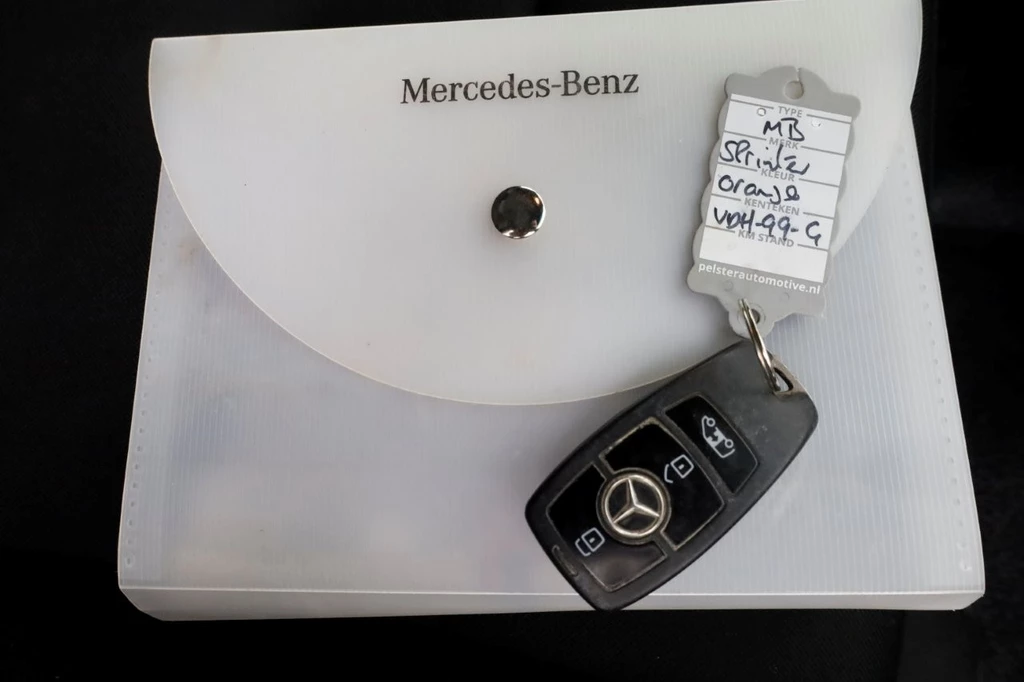 Mercedes-Benz
TYPE
MB
MERK
Sprinter
KLEUR
oranje
KENTEKEN
VDH-99-G
KM STAND
pelsterautomotive.nl